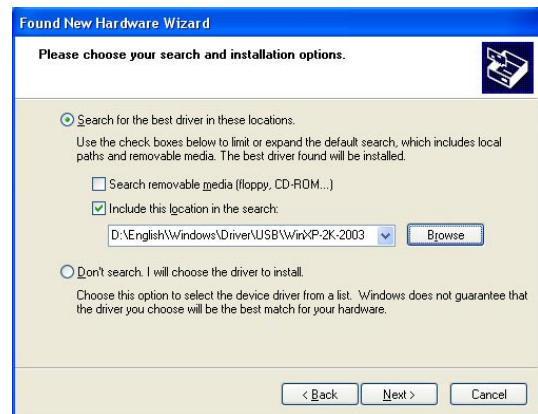 Found New Hardware Wizard
Please choose your search and installation options.
Search for the best driver in these locations.
Use the check boxes below to limit or expand the default search, which includes local
paths and removable media. The best driver found will be installed.
Search removable media (floppy, CD-ROM...)
Include this location in the search:
D:\English\Windows\Driver\USB\WinXP-2K-2003
Browse
Don't search. I will choose the driver to install.
Choose this option to select the device driver from a list. Windows does not guarantee that
the driver you choose will be the best match for your hardware.
< Back
Next >
Cancel